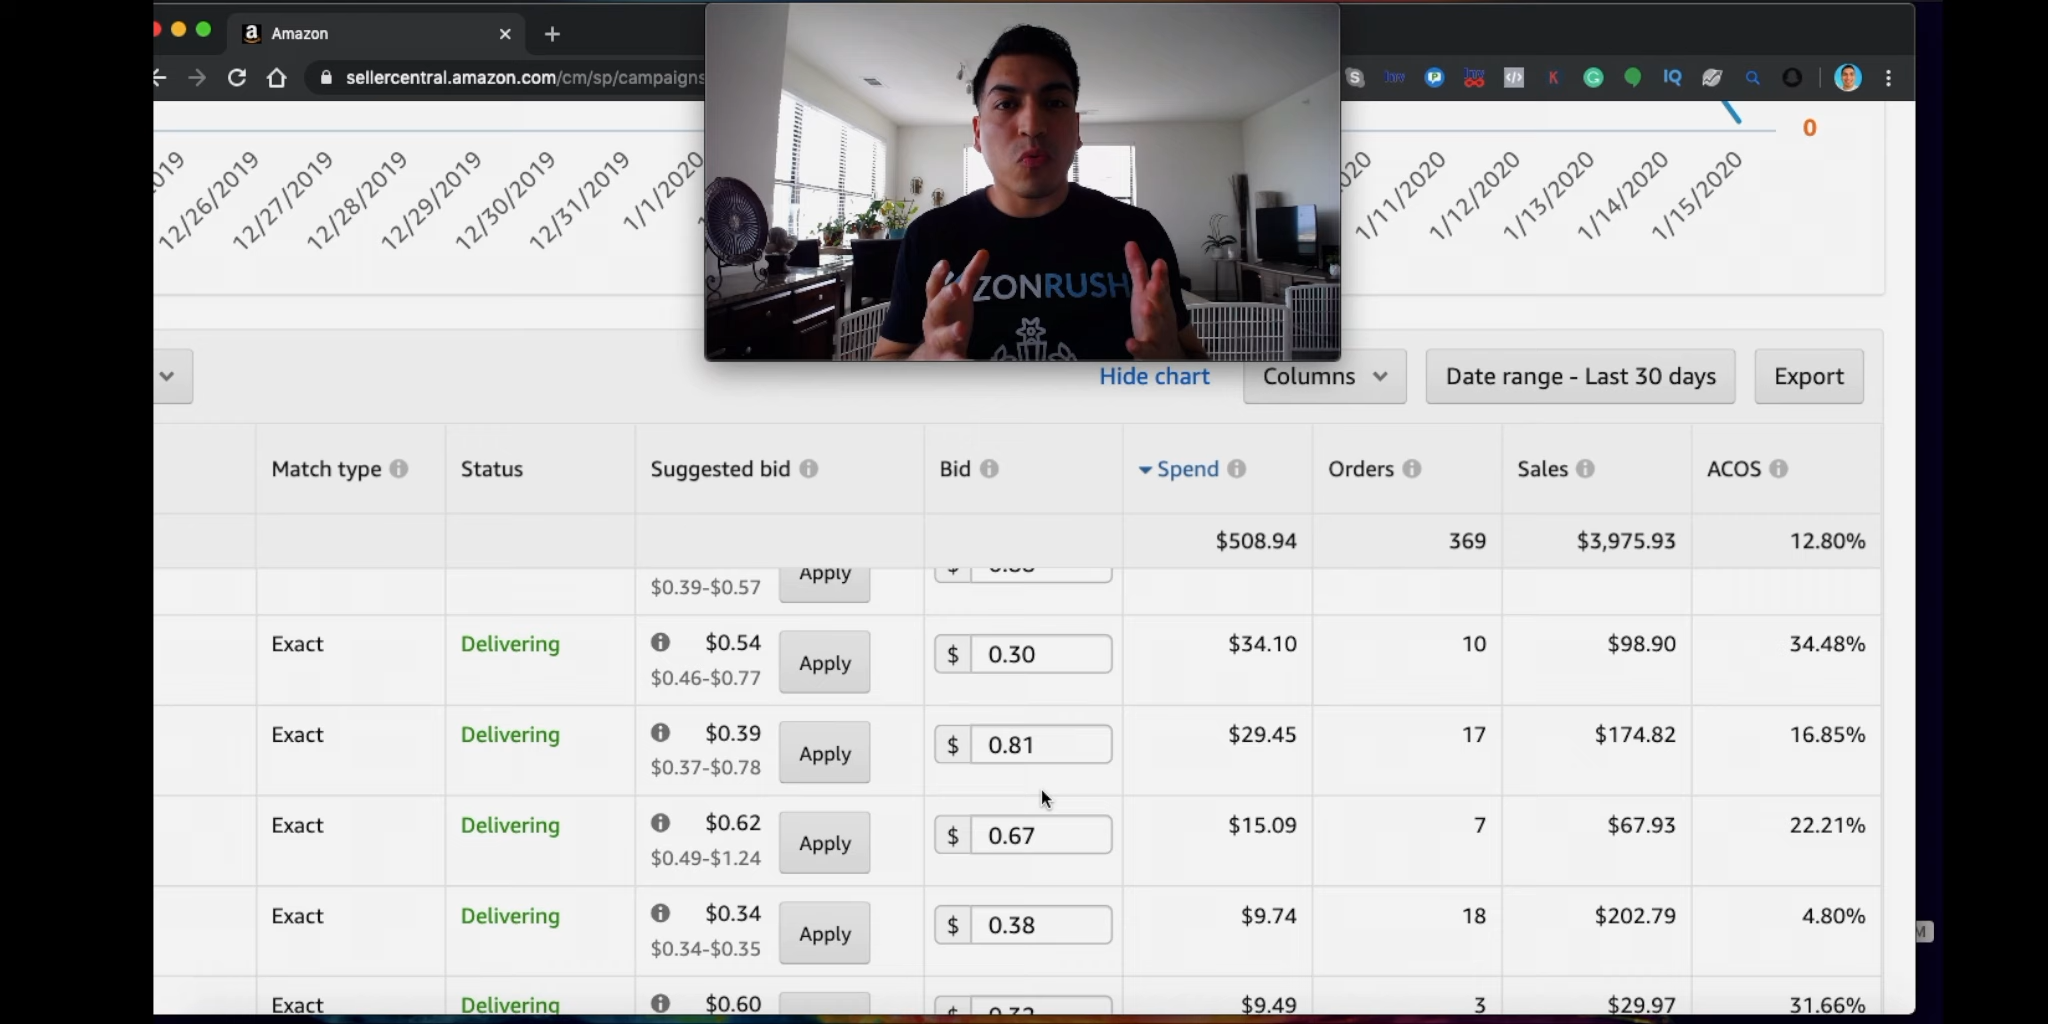 Amazon
sellercentral.amazon.com/cm/sp/campaigns
IQ
ZONRUSH
0
2019
12/26/2019
12/27/2019
12/28/2019
12/29/2019
12/30/2019
12/31/2019
1/1/2020
1/11/2020
1/12/2020
1/13/2020
1/14/2020
1/15/2020
Hide chart Columns Date range - Last 30 days Export
Match type Status Suggested bid Bid Spend Orders Sales ACOS
$508.94 369 $3,975.93 12.80%
$0.39-$0.57 Apply $
Exact Delivering $0.54 Apply $ 0.30 $34.10 10 $98.90 34.48%
$0.46-$0.77
Exact Delivering $0.39 Apply $ 0.81 $29.45 17 $174.82 16.85%
$0.37-$0.78
Exact Delivering $0.62 Apply $ 0.67 $15.09 7 $67.93 22.21%
$0.49-$1.24
Exact Delivering $0.34 Apply $ 0.38 $9.74 18 $202.79 4.80%
$0.34-$0.35
Exact Delivering $0.60 $9.49 3 $29.97 31.66%